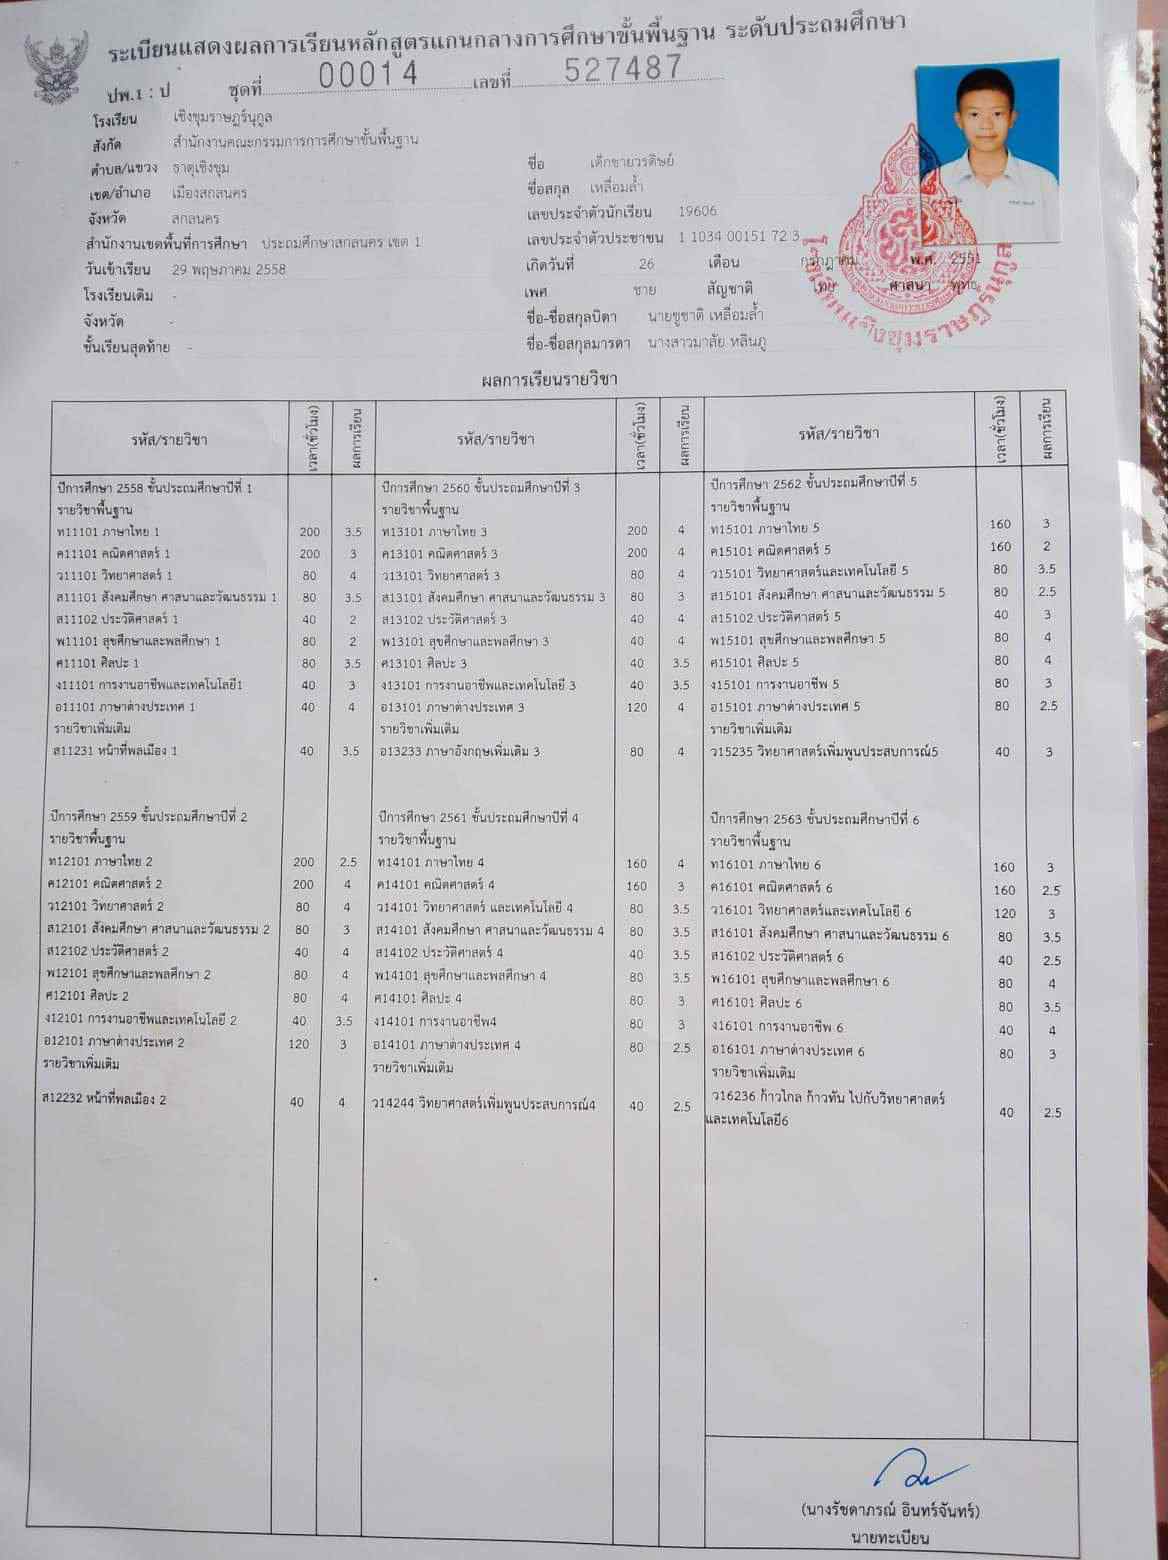 ระเบียนแสดงผลการเรียนหลักสูตรแกนกลางการศึกษาขั้นพื้นฐาน ระดับประถมศึกษา
ปพ.1 : ป ชุดที่ 00014 เลขที่ 527487
โรงเรียน เชิงชุมราษฎร์นุกูล
สังกัด สำนักงานคณะกรรมการการศึกษาขั้นพื้นฐาน
ตำบล/แขวง ธาตุเชิงชุม
เขต/อำเภอ เมืองสกลนคร
จังหวัด สกลนคร
สำนักงานเขตพื้นที่การศึกษา ประถมศึกษาสกลนคร เขต 1
วันเข้าเรียน 29 พฤษภาคม 2558
โรงเรียนเดิม -
จังหวัด -
ชั้นเรียนสุดท้าย -
ชื่อ เด็กชายวรดิษย์
ชื่อสกุล เหลื่อมล้ำ
เลขประจำตัวนักเรียน 19606
เลขประจำตัวประชาชน 1 1034 00151 72 3
เกิดวันที่ 26 เดือน กรกฎาคม พ.ศ. 2551
เพศ ชาย สัญชาติ ไทย ศาสนา พุทธ
ชื่อ-ชื่อสกุลบิดา นายชูชาติ เหลื่อมล้ำ
ชื่อ-ชื่อสกุลมารดา นางสาวมาลัย หลินภู
โรงเรียนเชิงชุมราษฎร์นุกูล
ผลการเรียนรายวิชา
รหัส/รายวิชา เวลา(ชั่วโมง) ผลการเรียน รหัส/รายวิชา เวลา(ชั่วโมง) ผลการเรียน รหัส/รายวิชา เวลา(ชั่วโมง) ผลการเรียน
ปีการศึกษา 2558 ชั้นประถมศึกษาปีที่ 1
รายวิชาพื้นฐาน
ท11101 ภาษาไทย 1 200 3.5
ค11101 คณิตศาสตร์ 1 200 3
ว11101 วิทยาศาสตร์ 1 80 4
ส11101 สังคมศึกษา ศาสนาและวัฒนธรรม 1 80 3.5
ส11102 ประวัติศาสตร์ 1 40 2
พ11101 สุขศึกษาและพลศึกษา 1 80 2
ศ11101 ศิลปะ 1 80 3.5
ง11101 การงานอาชีพและเทคโนโลยี1 40 3
อ11101 ภาษาต่างประเทศ 1 40 4
รายวิชาเพิ่มเติม
ส11231 หน้าที่พลเมือง 1 40 3.5
ปีการศึกษา 2559 ชั้นประถมศึกษาปีที่ 2
รายวิชาพื้นฐาน
ท12101 ภาษาไทย 2 200 2.5
ค12101 คณิตศาสตร์ 2 200 4
ว12101 วิทยาศาสตร์ 2 80 4
ส12101 สังคมศึกษา ศาสนาและวัฒนธรรม 2 80 3
ส12102 ประวัติศาสตร์ 2 40 4
พ12101 สุขศึกษาและพลศึกษา 2 80 4
ศ12101 ศิลปะ 2 80 4
ง12101 การงานอาชีพและเทคโนโลยี 2 40 3.5
อ12101 ภาษาต่างประเทศ 2 120 3
รายวิชาเพิ่มเติม
ส12232 หน้าที่พลเมือง 2 40 4
ปีการศึกษา 2560 ชั้นประถมศึกษาปีที่ 3
รายวิชาพื้นฐาน
ท13101 ภาษาไทย 3 200 4
ค13101 คณิตศาสตร์ 3 200 4
ว13101 วิทยาศาสตร์ 3 80 4
ส13101 สังคมศึกษา ศาสนาและวัฒนธรรม 3 80 3
ส13102 ประวัติศาสตร์ 3 40 4
พ13101 สุขศึกษาและพลศึกษา 3 40 4
ศ13101 ศิลปะ 3 40 3.5
ง13101 การงานอาชีพและเทคโนโลยี 3 40 3.5
อ13101 ภาษาต่างประเทศ 3 120 4
รายวิชาเพิ่มเติม
อ13233 ภาษาอังกฤษเพิ่มเติม 3 80 4
ปีการศึกษา 2561 ชั้นประถมศึกษาปีที่ 4
รายวิชาพื้นฐาน
ท14101 ภาษาไทย 4 160 4
ค14101 คณิตศาสตร์ 4 160 3
ว14101 วิทยาศาสตร์ และเทคโนโลยี 4 80 3.5
ส14101 สังคมศึกษา ศาสนาและวัฒนธรรม 4 80 3.5
ส14102 ประวัติศาสตร์ 4 40 3.5
พ14101 สุขศึกษาและพลศึกษา 4 80 3.5
ศ14101 ศิลปะ 4 80 3
ง14101 การงานอาชีพ4 80 3
อ14101 ภาษาต่างประเทศ 4 80 2.5
รายวิชาเพิ่มเติม
ว14244 วิทยาศาสตร์เพิ่มพูนประสบการณ์4 40 2.5
ปีการศึกษา 2562 ชั้นประถมศึกษาปีที่ 5
รายวิชาพื้นฐาน
ท15101 ภาษาไทย 5 160 3
ค15101 คณิตศาสตร์ 5 160 2
ว15101 วิทยาศาสตร์และเทคโนโลยี 5 80 3.5
ส15101 สังคมศึกษา ศาสนาและวัฒนธรรม 5 80 2.5
ส15102 ประวัติศาสตร์ 5 40 3
พ15101 สุขศึกษาและพลศึกษา 5 80 4
ศ15101 ศิลปะ 5 80 4
ง15101 การงานอาชีพ 5 80 3
อ15101 ภาษาต่างประเทศ 5 80 2.5
รายวิชาเพิ่มเติม
ว15235 วิทยาศาสตร์เพิ่มพูนประสบการณ์5 40 3
ปีการศึกษา 2563 ชั้นประถมศึกษาปีที่ 6
รายวิชาพื้นฐาน
ท16101 ภาษาไทย 6 160 3
ค16101 คณิตศาสตร์ 6 160 2.5
ว16101 วิทยาศาสตร์และเทคโนโลยี 6 120 3
ส16101 สังคมศึกษา ศาสนาและวัฒนธรรม 6 80 3.5
ส16102 ประวัติศาสตร์ 6 40 2.5
พ16101 สุขศึกษาและพลศึกษา 6 80 4
ศ16101 ศิลปะ 6 80 3.5
ง16101 การงานอาชีพ 6 40 4
อ16101 ภาษาต่างประเทศ 6 80 3
รายวิชาเพิ่มเติม
ว16236 ก้าวไกล ก้าวทัน ไปกับวิทยาศาสตร์
และเทคโนโลยี6 40 2.5
(นางรัชดาภรณ์ อินทร์จันทร์)
นายทะเบียน